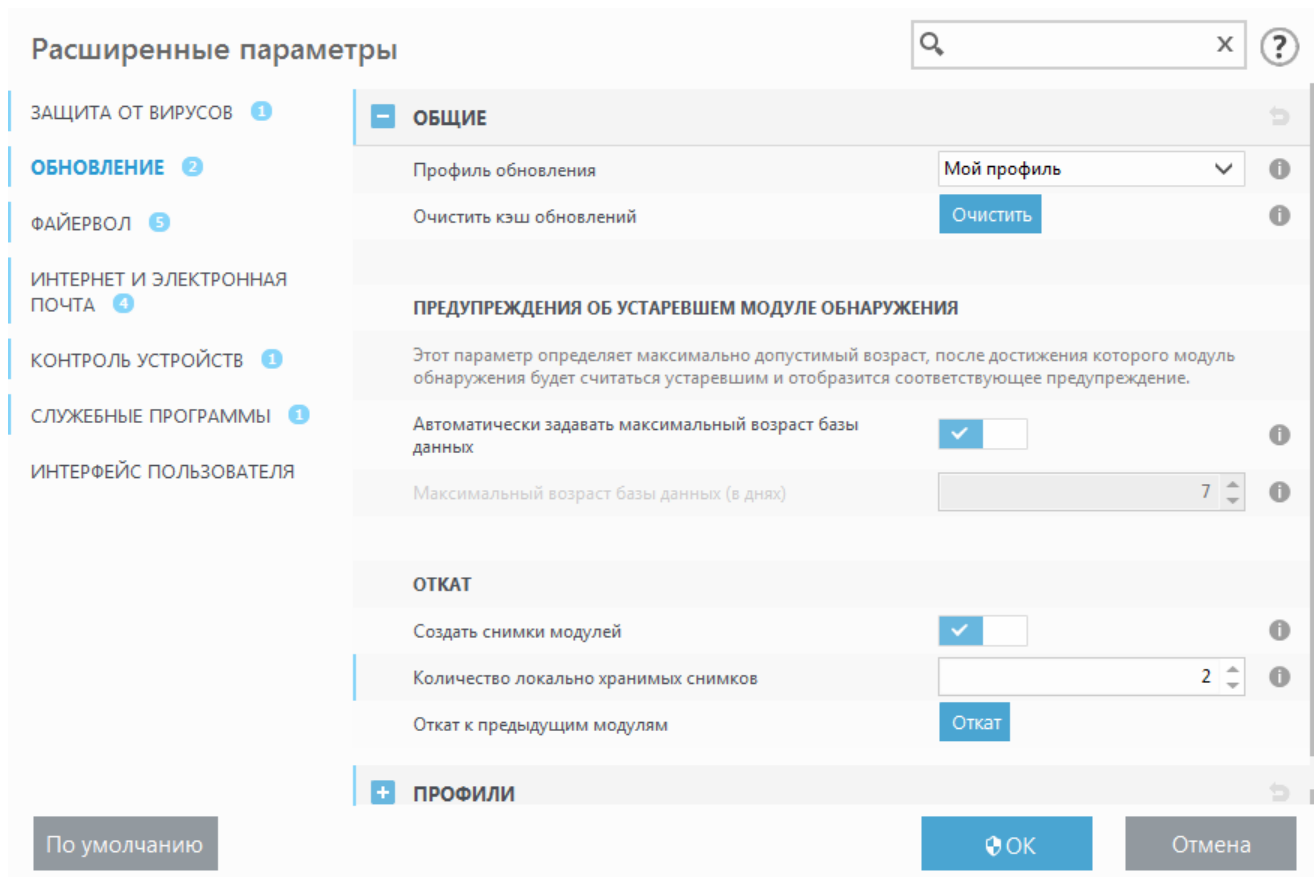 Расширенные параметры
X
?
ЗАЩИТА ОТ ВИРУСОВ 1
ОБНОВЛЕНИЕ 2
ФАЙЕРВОЛ 5
ИНТЕРНЕТ И ЭЛЕКТРОННАЯ
ПОЧТА 4
КОНТРОЛЬ УСТРОЙСТВ 1
СЛУЖЕБНЫЕ ПРОГРАММЫ 1
ИНТЕРФЕЙС ПОЛЬЗОВАТЕЛЯ
ОБЩИЕ
Профиль обновления
Мой профиль
Очистить кэш обновлений
Очистить
ПРЕДУПРЕЖДЕНИЯ ОБ УСТАРЕВШЕМ МОДУЛЕ ОБНАРУЖЕНИЯ
Этот параметр определяет максимально допустимый возраст, после достижения которого модуль
обнаружения будет считаться устаревшим и отобразится соответствующее предупреждение.
Автоматически задавать максимальный возраст базы
данных
Максимальный возраст базы данных (в днях)
7
ОТКАТ
Создать снимки модулей
Количество локально хранимых снимков
2
Откат к предыдущим модулям
Откат
ПРОФИЛИ
По умолчанию
OK
Отмена